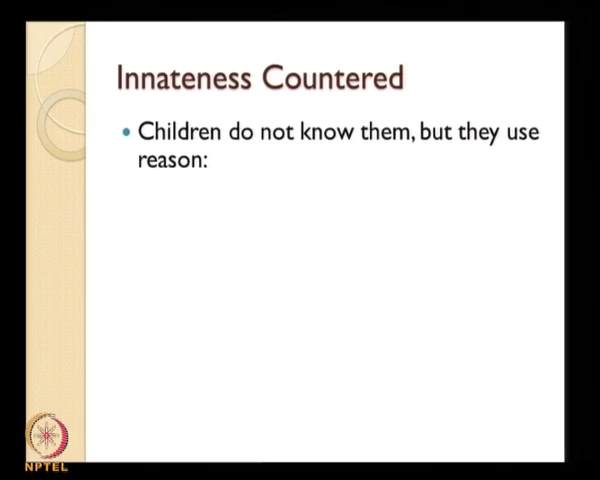 Innateness Countered
• Children do not know them, but they use
reason:
NPTEL